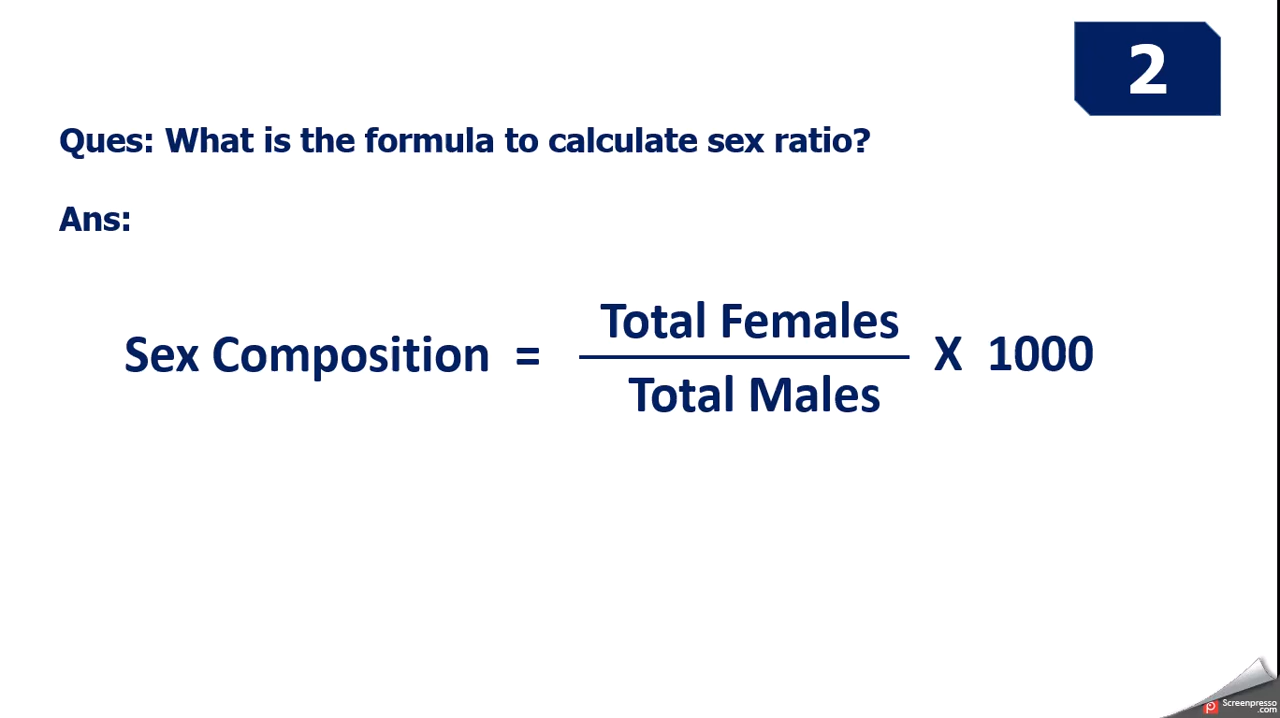 2
Ques: What is the formula to calculate sex ratio?
Ans:
Total Females
Sex Composition = X 1000
Total Males
Screenpresso
.com